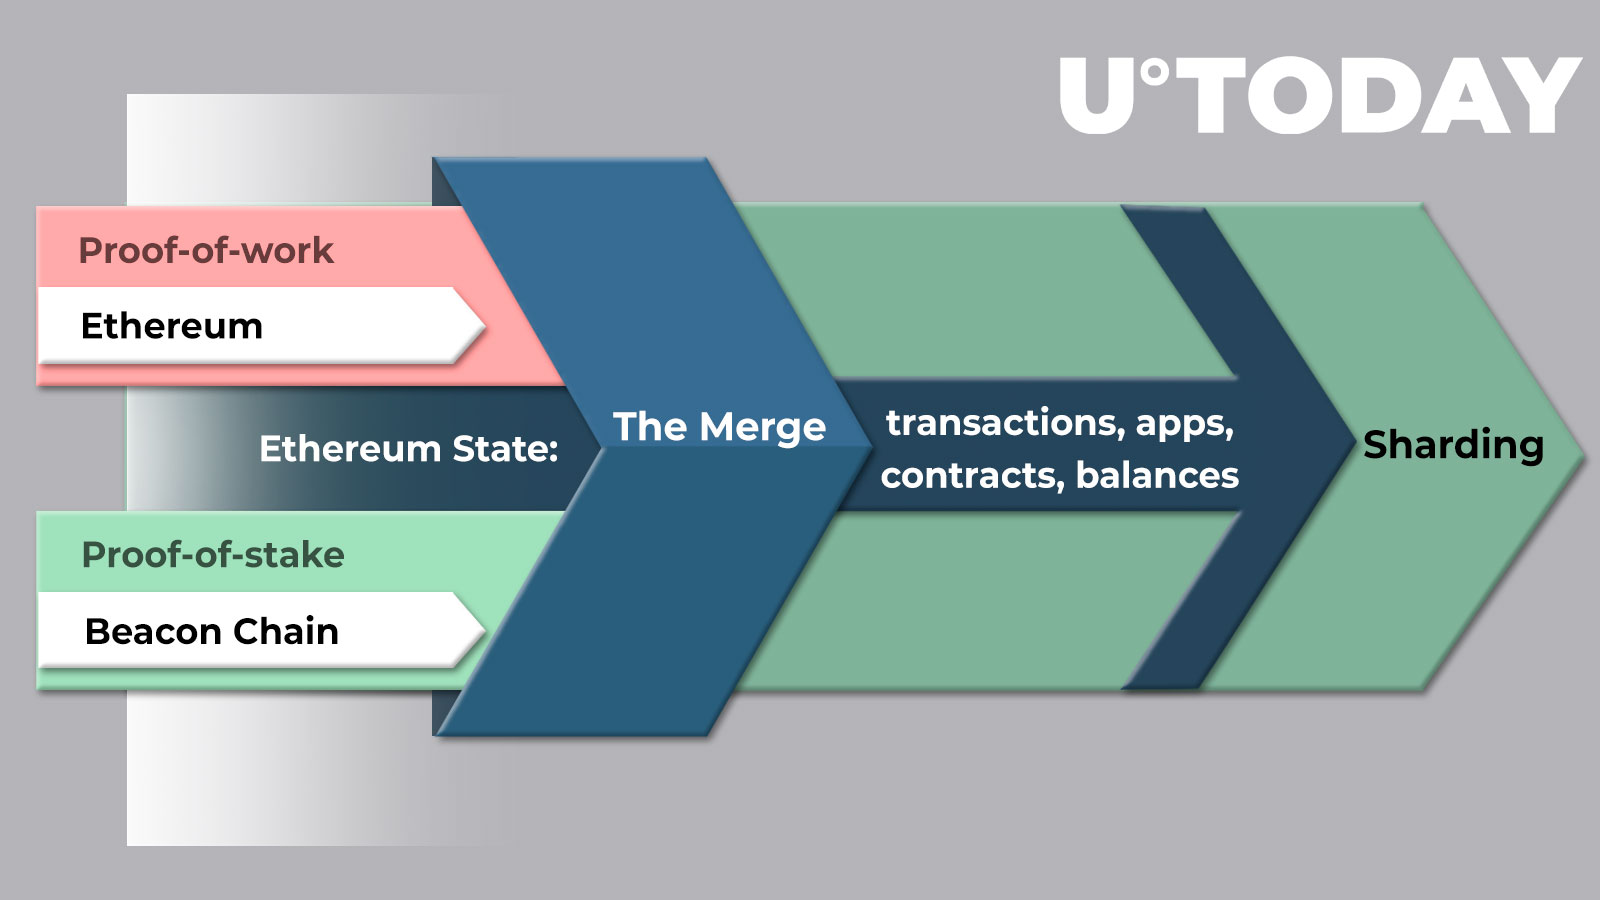 U°TODAY
Proof-of-work
Ethereum
Ethereum State:
The Merge
transactions, apps,
contracts, balances
Sharding
Proof-of-stake
Beacon Chain